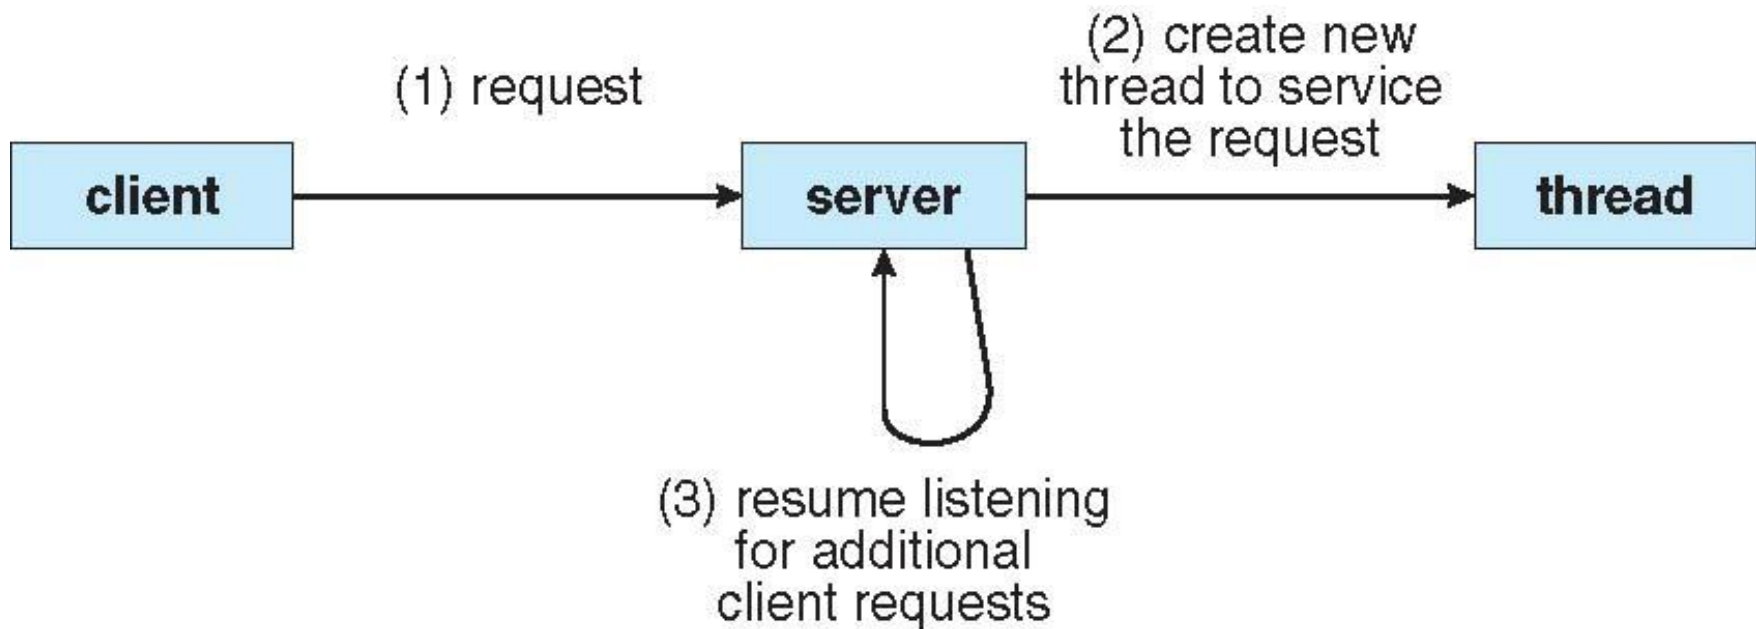 (1) request
(2) create new
thread to service
the request
client
server
thread
(3) resume listening
for additional
client requests